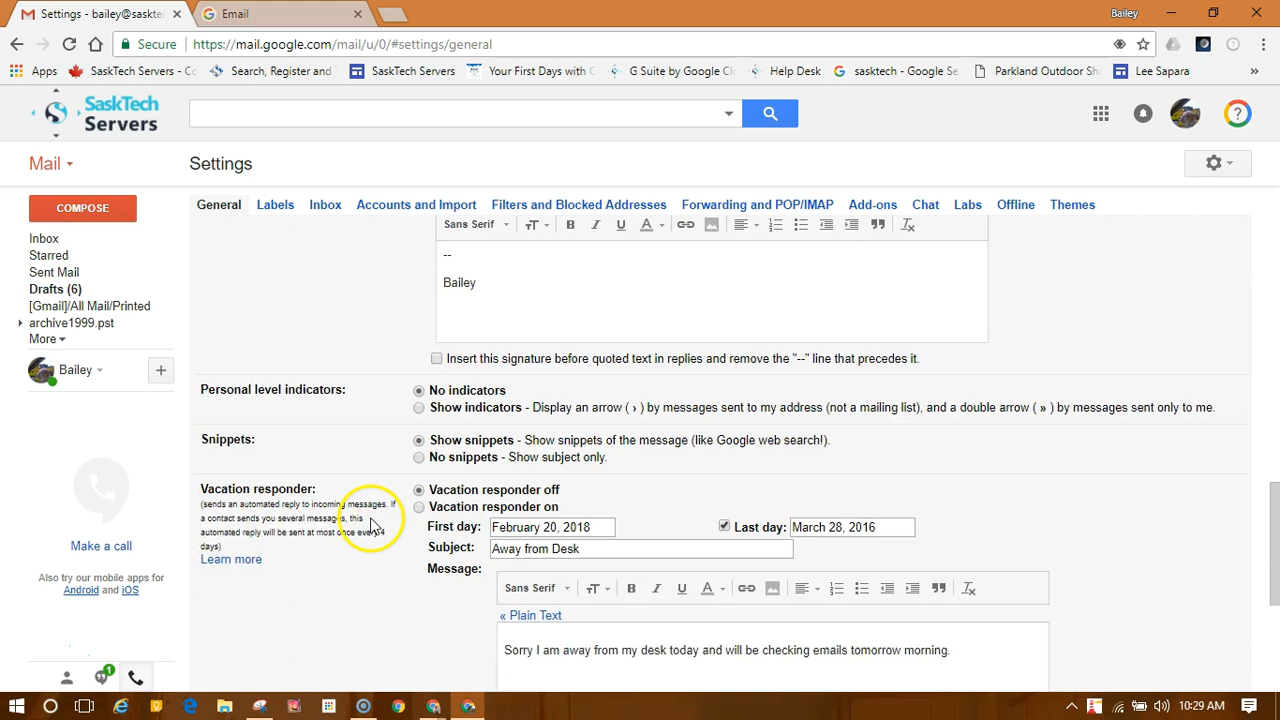 Settings - bailey@saskte
Email
Bailey
Secure
https://mail.google.com/mail/u/0/#settings/general
Apps
SaskTech Servers - Co
Search, Register and
SaskTech Servers
Your First Days with
G Suite by Google Cl
Help Desk
sasktech - Google Se
Parkland Outdoor Sh
Lee Sapara
»
SaskTech
Servers
Mail
Settings
COMPOSE
Inbox
Starred
Sent Mail
Drafts (6)
[Gmail]/All Mail/Printed
archive1999.pst
More
Bailey
Make a call
Also try our mobile apps for
Android and iOS
1
General
Labels
Inbox
Accounts and Import
Filters and Blocked Addresses
Forwarding and POP/IMAP
Add-ons
Chat
Labs
Offline
Themes
Sans Serif
--
Bailey
Insert this signature before quoted text in replies and remove the "--" line that precedes it.
Personal level indicators:
No indicators
Show indicators - Display an arrow ( › ) by messages sent to my address (not a mailing list), and a double arrow ( » ) by messages sent only to me.
Snippets:
Show snippets - Show snippets of the message (like Google web search!).
No snippets - Show subject only.
Vacation responder:
(sends an automated reply to incoming messages. If
a contact sends you several messages, this
automated reply will be sent at most once every 4
days)
Learn more
Vacation responder off
Vacation responder on
First day: February 20, 2018
Last day: March 28, 2016
Subject: Away from Desk
Message:
Sans Serif
« Plain Text
Sorry I am away from my desk today and will be checking emails tomorrow morning.
10:29 AM